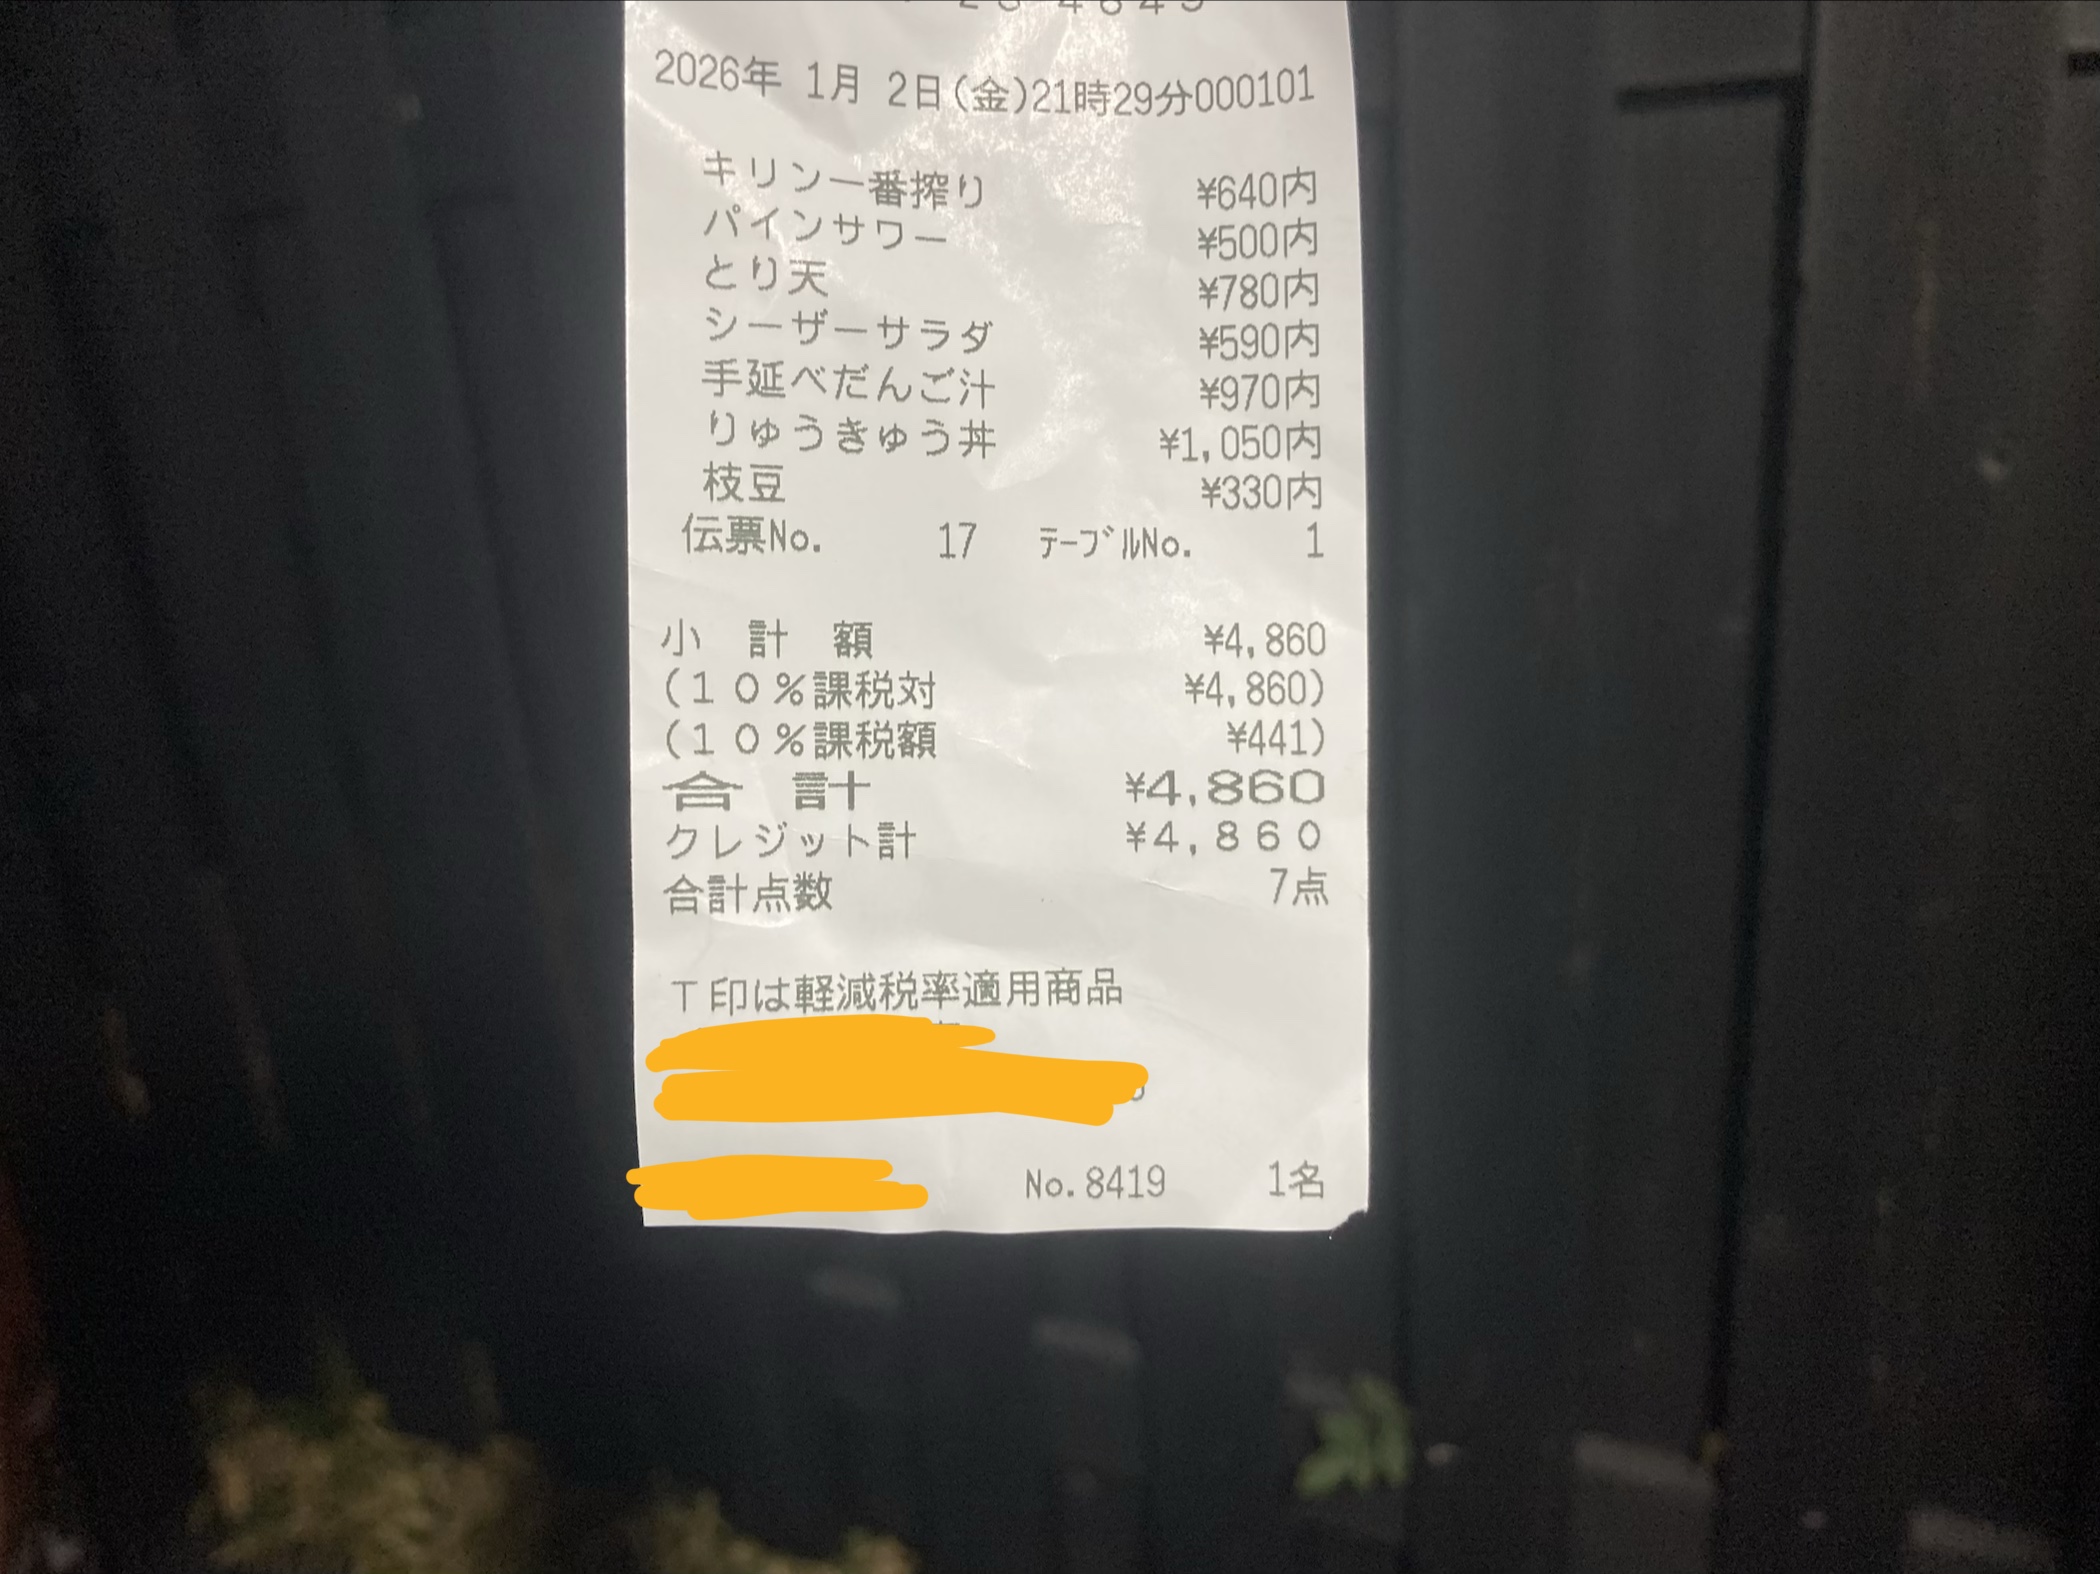 2026年 1月 2日(金)21時29分000101
キリン一番搾り ¥640内
パインサワー ¥500内
とり天 ¥780内
シーザーサラダ ¥590内
手延べだんご汁 ¥970内
りゅうきゅう丼 ¥1,050内
枝豆 ¥330内
伝票No. 17 ﾃｰﾌﾞﾙNo. 1
小 計 額 ¥4,860
(10%課税対 ¥4,860)
(10%課税額 ¥441)
合 計 ¥4,860
クレジット計 ¥4,860
合計点数 7点
T印は軽減税率適用商品
No.8419 1名